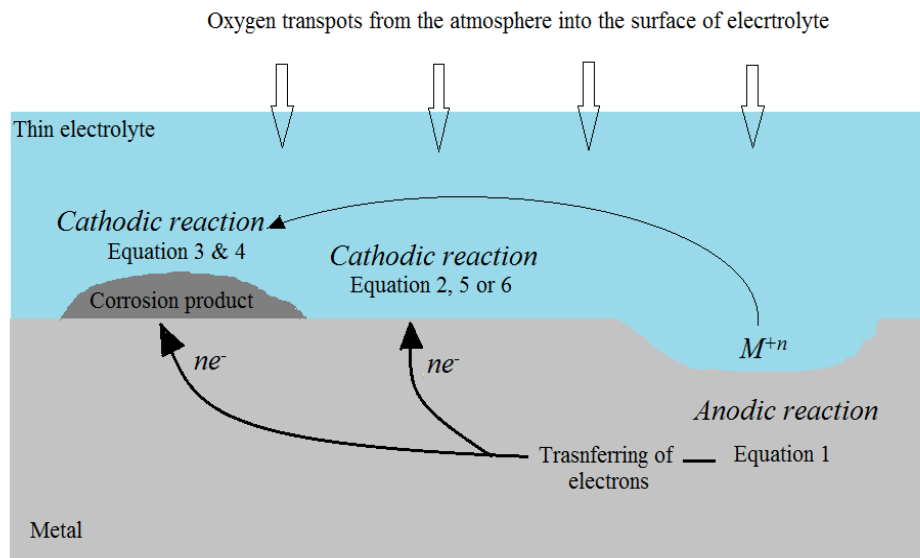 Oxygen transpots from the atmosphere into the surface of elecrtrolyte
Thin electrolyte
Cathodic reaction
Equation 3 & 4
Cathodic reaction
Equation 2, 5 or 6
Corrosion product
M+n
ne-
ne-
Anodic reaction
Trasnferring of
electrons
Equation 1
Metal